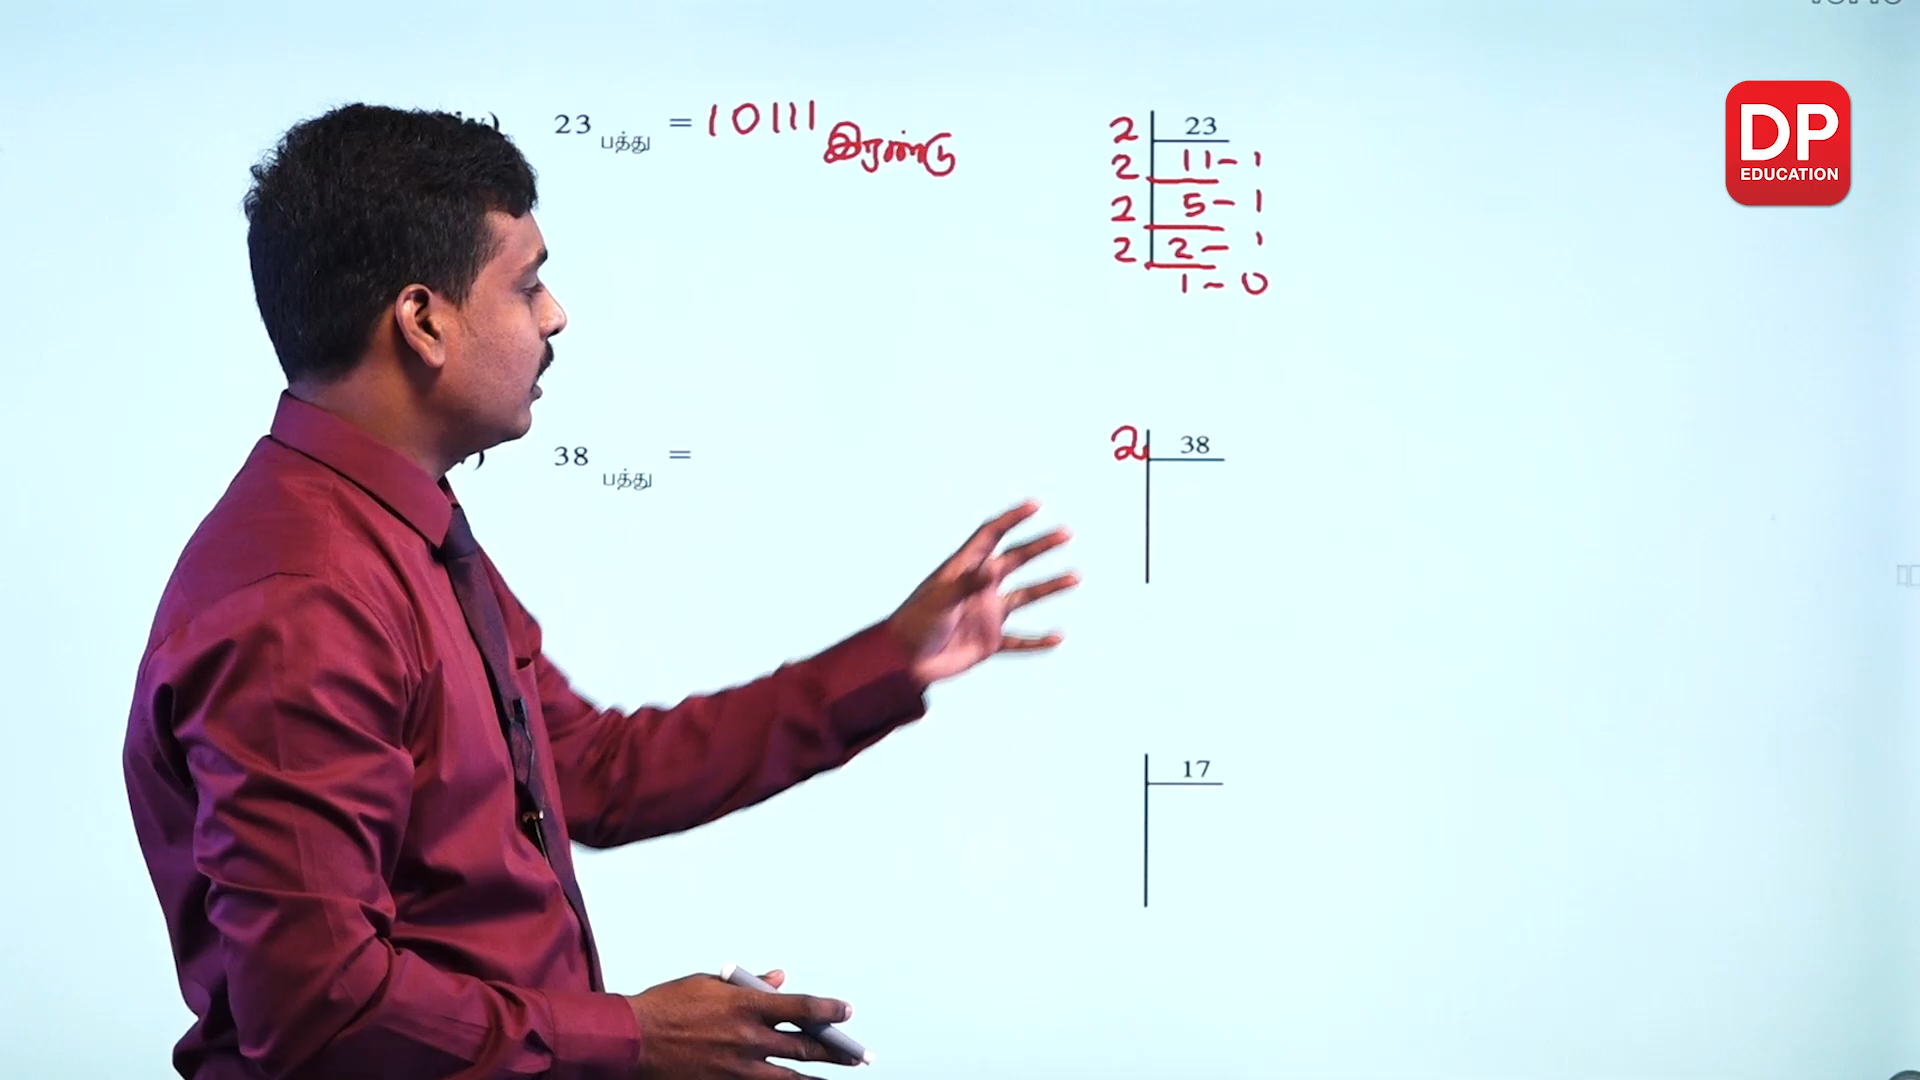 DP
EDUCATION
23 பத்து = 10111 இரண்டு
2 23
2 11 - 1
2 5 - 1
2 2 - 1
1 - 0
38 பத்து =
2 38
17